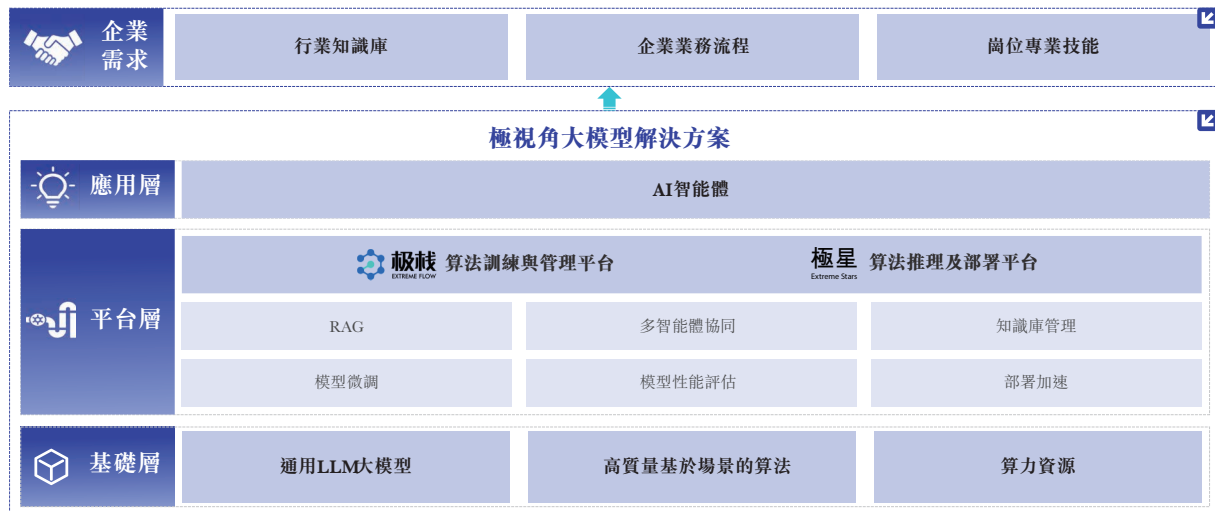 企業
需求
行業知識庫
企業業務流程
崗位專業技能
極視角大模型解決方案
應用層
AI智能體
平台層
极栈 EXTREME FLOW 算法訓練與管理平台
極星 Extreme Stars 算法推理及部署平台
RAG
多智能體協同
知識庫管理
模型微調
模型性能評估
部署加速
基礎層
通用LLM大模型
高質量基於場景的算法
算力資源